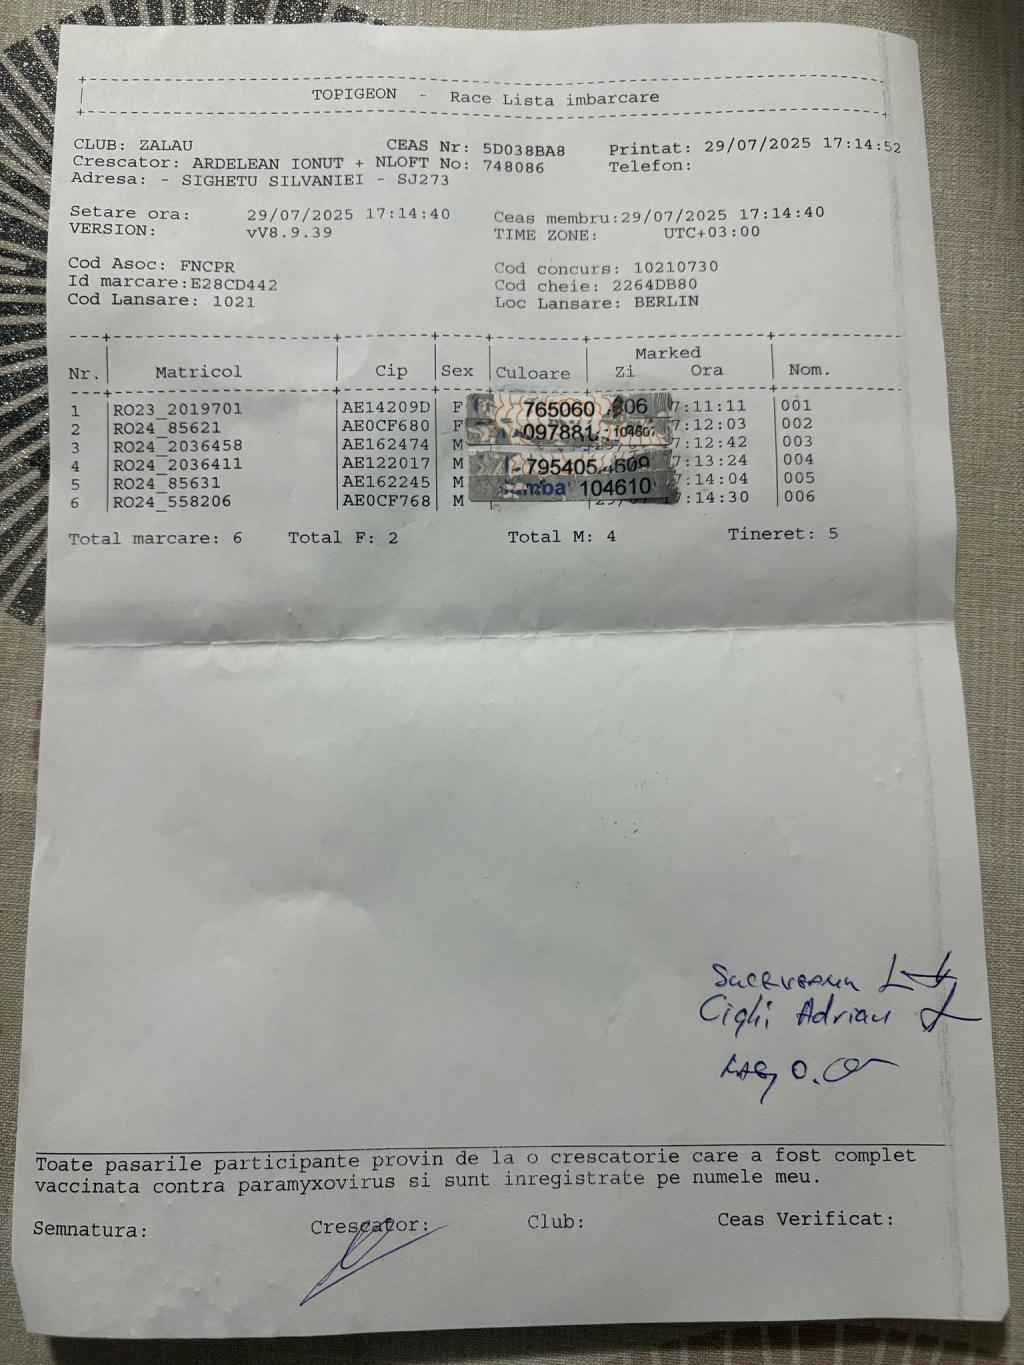 TOPIGEON - Race Lista imbarcare
CLUB: ZALAU CEAS Nr: 5D038BA8 Printat: 29/07/2025 17:14:52
Crescator: ARDELEAN IONUT + NLOFT No: 748086 Telefon:
Adresa: - SIGHETU SILVANIEI - SJ273
Setare ora: 29/07/2025 17:14:40 Ceas membru:29/07/2025 17:14:40
VERSION: vV8.9.39 TIME ZONE: UTC+03:00
Cod Asoc: FNCPR Cod concurs: 10210730
Id marcare:E28CD442 Cod cheie: 2264DB80
Cod Lansare: 1021 Loc Lansare: BERLIN
Marked
Nr. Matricol Cip Sex Culoare Zi Ora Nom.
1 RO23_2019701 AE14209D F 765060 7:11:11 001
2 RO24_85621 AE0CF680 F 097881 104607 7:12:03 002
3 RO24_2036458 AE162474 M 7:12:42 003
4 RO24_2036411 AE122017 M 795405 4609 7:13:24 004
5 RO24_85631 AE162245 M 104610 7:14:04 005
6 RO24_558206 AE0CF768 M 7:14:30 006
Total marcare: 6 Total F: 2 Total M: 4 Tineret: 5
Cighi Adrian
Toate pasarile participante provin de la o crescatorie care a fost complet
vaccinata contra paramyxovirus si sunt inregistrate pe numele meu.
Semnatura: Crescator: Club: Ceas Verificat: